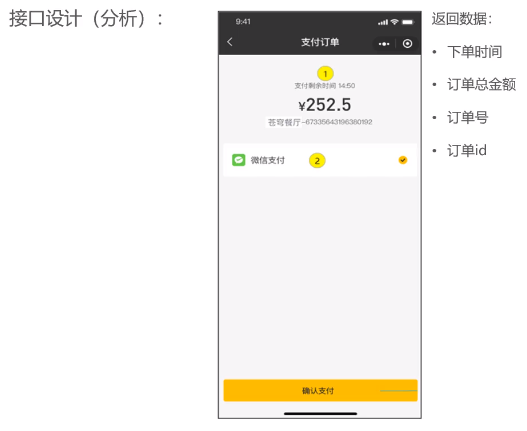 接口设计（分析）：
9:41
支付订单
1
支付剩余时间 14:50
¥252.5
苍穹餐厅-67335643196380192
微信支付
2
确认支付
返回数据：
• 下单时间
• 订单总金额
• 订单号
• 订单id